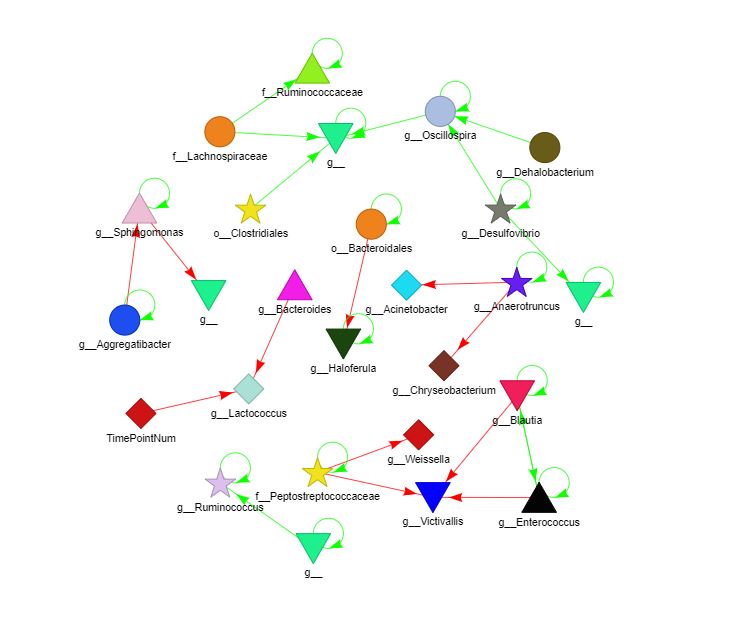 f__Ruminococcaceae
g__Oscillospira
f__Lachnospiraceae
g__
g__Dehalobacterium
g__Sphingomonas
o__Clostridiales
g__Desulfovibrio
o__Bacteroidales
g__Bacteroides
g__Acinetobacter
g__Anaerotruncus
g__
g__
g__Aggregatibacter
g__Haloferula
g__Chryseobacterium
g__Lactococcus
g__Blautia
TimePointNum
g__Weissella
f__Peptostreptococcaceae
g__Ruminococcus
g__Victivallis
g__Enterococcus
g__